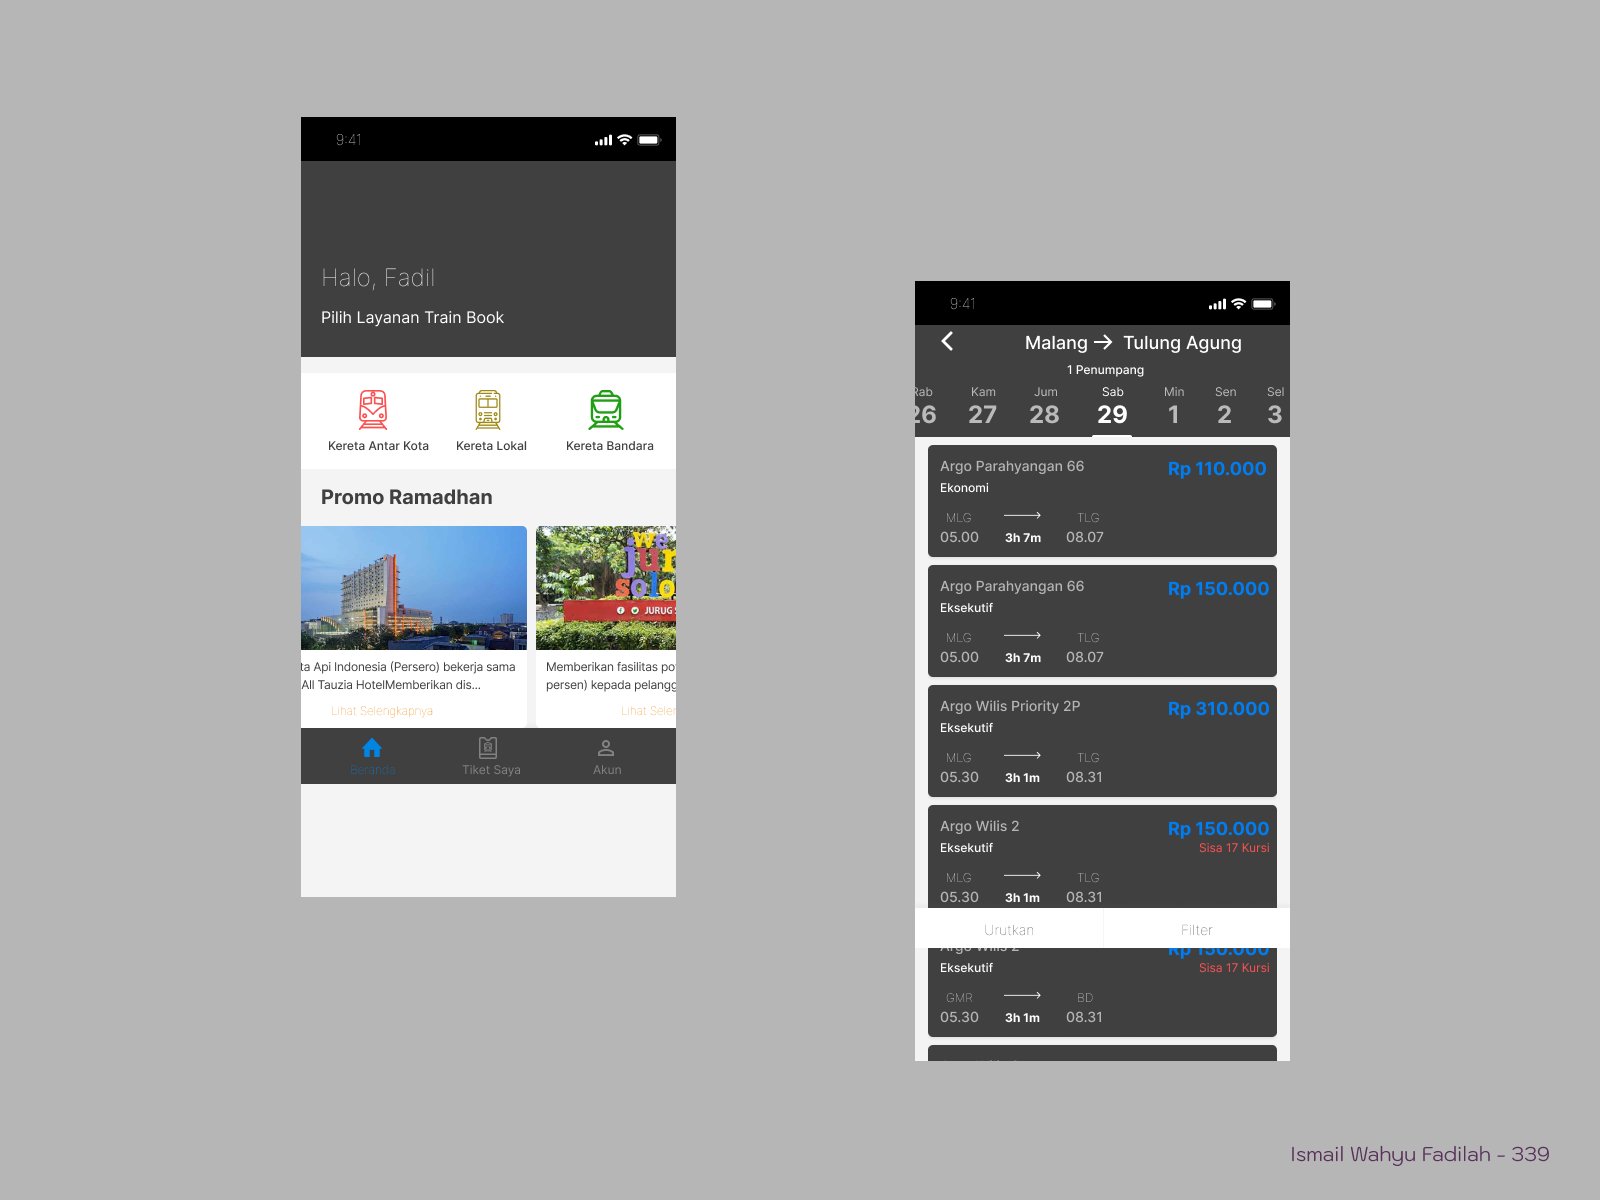 9:41
Halo, Fadil
Pilih Layanan Train Book
Kereta Antar Kota
Kereta Lokal
Kereta Bandara
Promo Ramadhan
we
jur
solo
JURUG S
ta Api Indonesia (Persero) bekerja sama
All Tauzia HotelMemberikan dis...
Lihat Selengkapnya
Memberikan fasilitas po
persen) kepada pelangg
Lihat Seler
Beranda
Tiket Saya
Akun
9:41
Malang → Tulung Agung
1 Penumpang
Rab Kam Jum Sab Min Sen Sel
26 27 28 29 1 2 3
Argo Parahyangan 66 Rp 110.000
Ekonomi
MLG TLG
05.00 3h 7m 08.07
Argo Parahyangan 66 Rp 150.000
Eksekutif
MLG TLG
05.00 3h 7m 08.07
Argo Wilis Priority 2P Rp 310.000
Eksekutif
MLG TLG
05.30 3h 1m 08.31
Argo Wilis 2 Rp 150.000
Eksekutif Sisa 17 Kursi
MLG TLG
05.30 3h 1m 08.31
Urutkan Filter
Argo Wilis 2 Rp 150.000
Eksekutif Sisa 17 Kursi
GMR BD
05.30 3h 1m 08.31
Ismail Wahyu Fadilah - 339